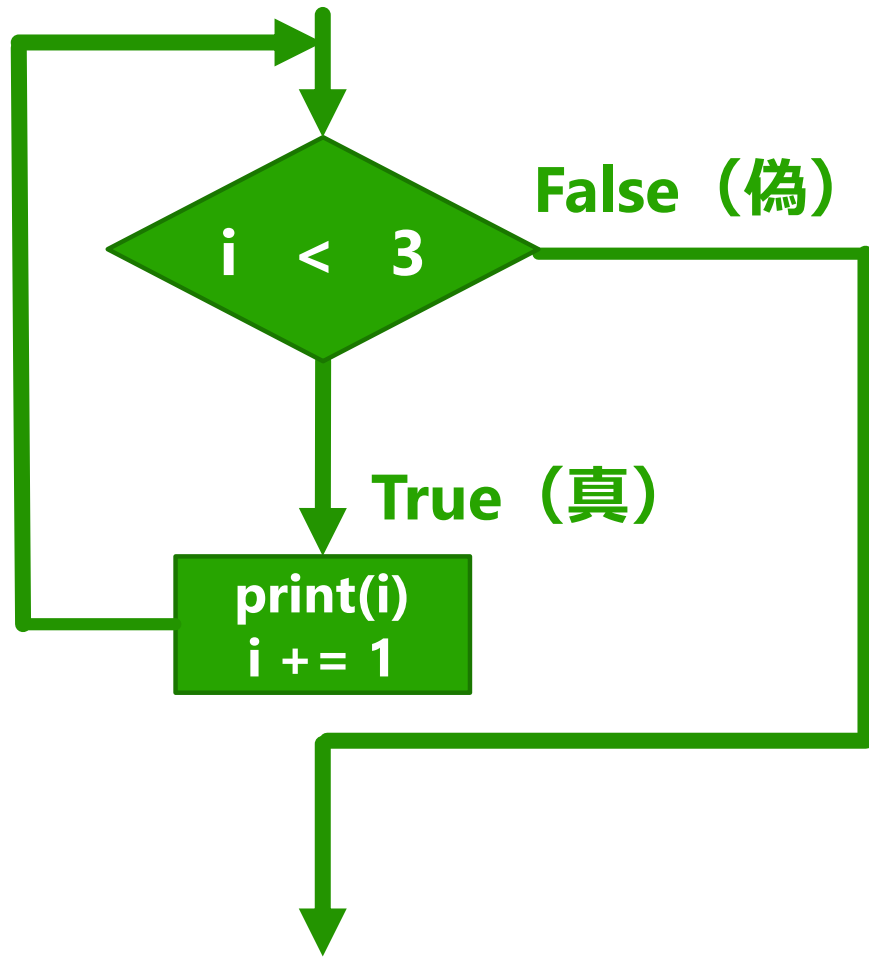 False（偽）
i < 3
True（真）
print(i)
i += 1